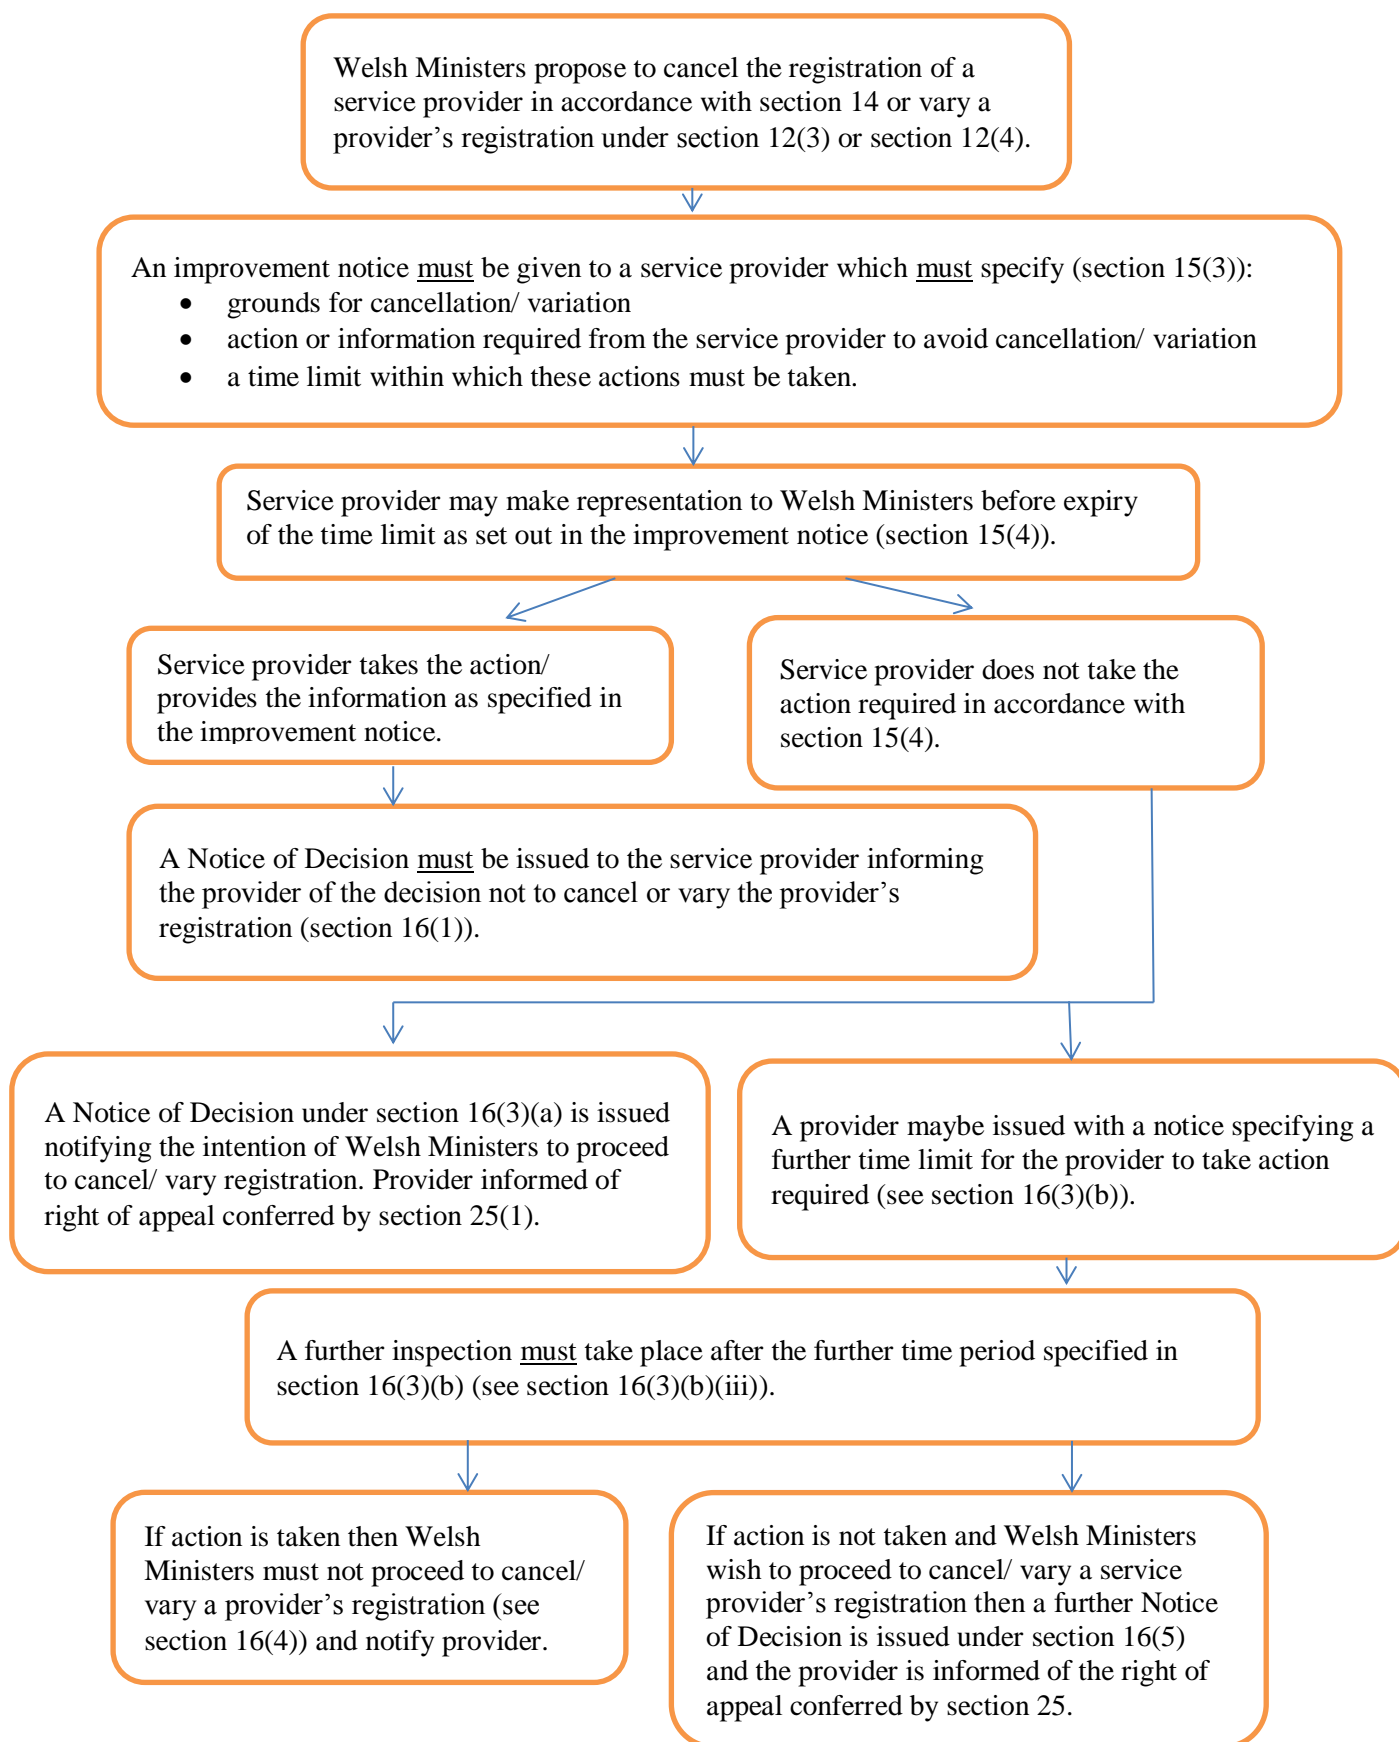 Welsh Ministers propose to cancel the registration of a
service provider in accordance with section 14 or vary a
provider’s registration under section 12(3) or section 12(4).
An improvement notice must be given to a service provider which must specify (section 15(3)):
• grounds for cancellation/ variation
• action or information required from the service provider to avoid cancellation/ variation
• a time limit within which these actions must be taken.
Service provider may make representation to Welsh Ministers before expiry
of the time limit as set out in the improvement notice (section 15(4)).
Service provider takes the action/
provides the information as specified in
the improvement notice.
Service provider does not take the
action required in accordance with
section 15(4).
A Notice of Decision must be issued to the service provider informing
the provider of the decision not to cancel or vary the provider’s
registration (section 16(1)).
A Notice of Decision under section 16(3)(a) is issued
notifying the intention of Welsh Ministers to proceed
to cancel/ vary registration. Provider informed of
right of appeal conferred by section 25(1).
A provider maybe issued with a notice specifying a
further time limit for the provider to take action
required (see section 16(3)(b)).
A further inspection must take place after the further time period specified in
section 16(3)(b) (see section 16(3)(b)(iii)).
If action is taken then Welsh
Ministers must not proceed to cancel/
vary a provider’s registration (see
section 16(4)) and notify provider.
If action is not taken and Welsh Ministers
wish to proceed to cancel/ vary a service
provider’s registration then a further Notice
of Decision is issued under section 16(5)
and the provider is informed of the right of
appeal conferred by section 25.